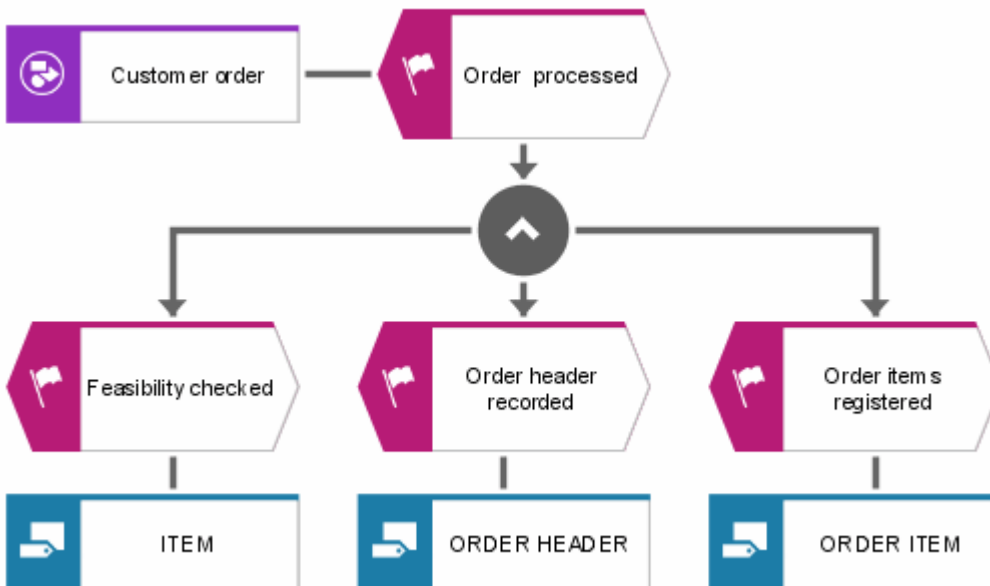 Customer order
Order processed
Feasibility checked
Order header
recorded
Order items
registered
ITEM
ORDER HEADER
ORDER ITEM